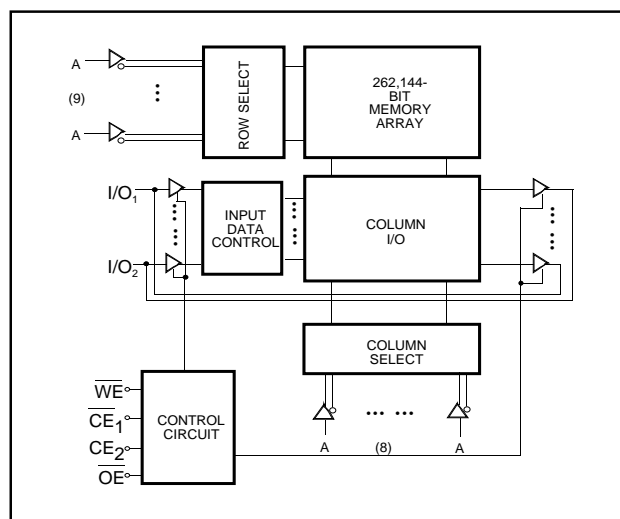 A
(9)
A
ROW SELECT
262,144-
BIT
MEMORY
ARRAY
I/O1
I/O2
INPUT
DATA
CONTROL
COLUMN
I/O
COLUMN
SELECT
WE
CE1
CE2
OE
CONTROL
CIRCUIT
A
(8)
A